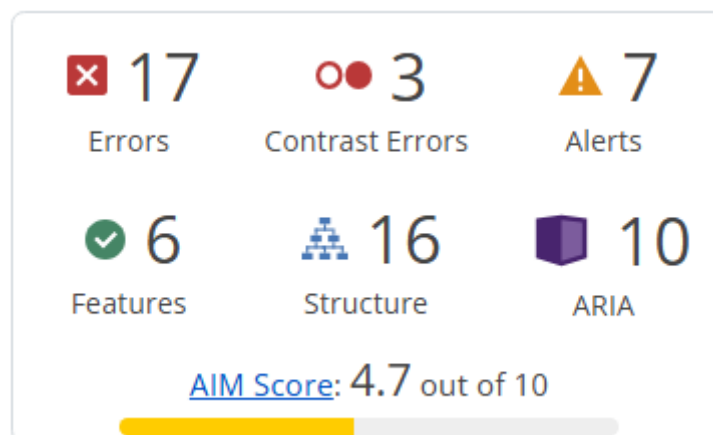 17 3 7
Errors Contrast Errors Alerts
6 16 10
Features Structure ARIA
AIM Score: 4.7 out of 10